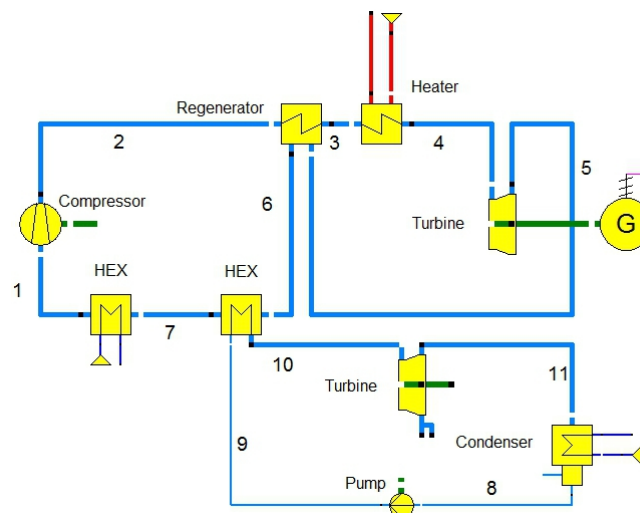 Heater
Regenerator
2
3
4
5
6
Compressor
Turbine
G
HEX
HEX
1
7
10
11
Turbine
9
Condenser
Pump
8